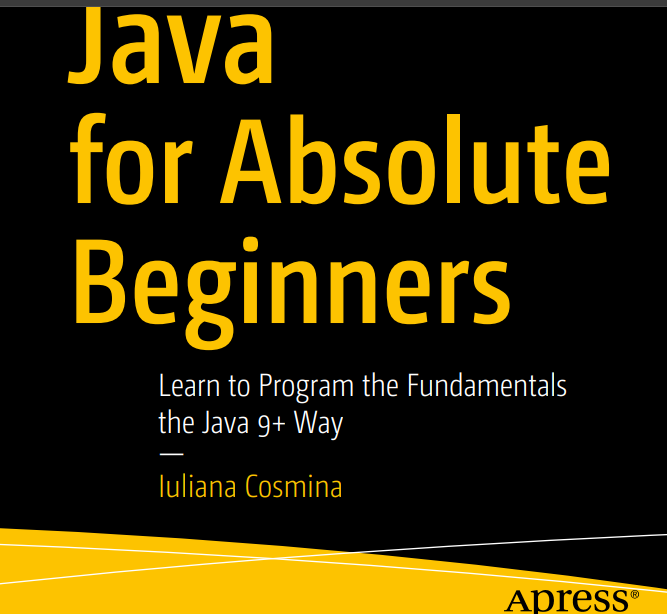 Java
for Absolute
Beginners
Learn to Program the Fundamentals
the Java 9+ Way
—
Iuliana Cosmina
Apress®